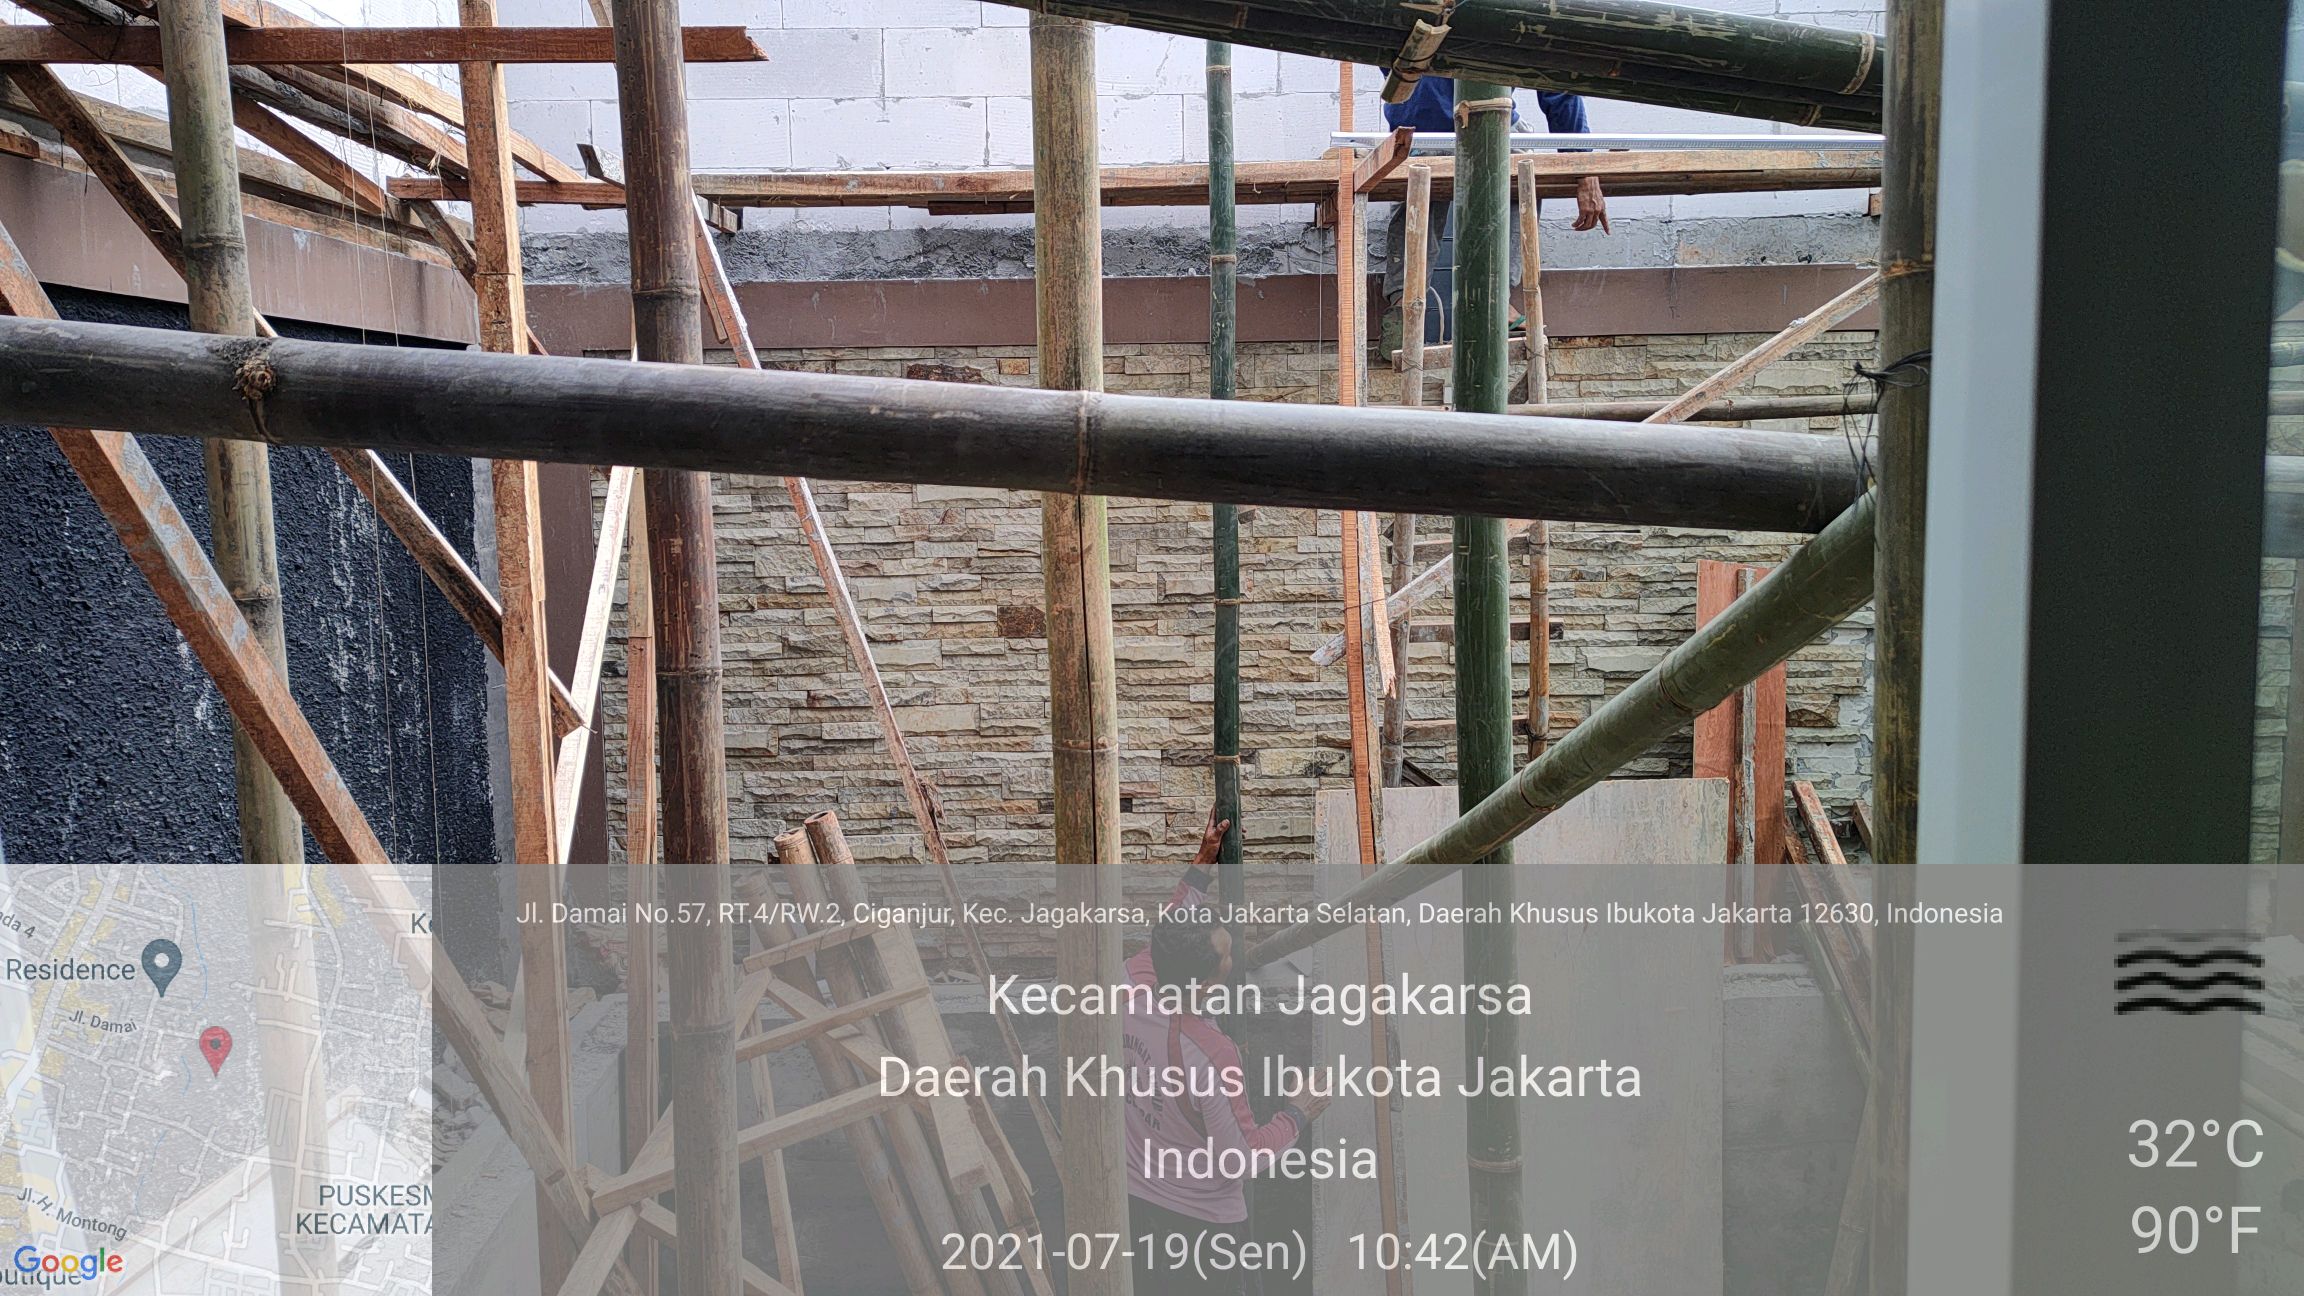 Jl. Damai No.57, RT.4/RW.2, Ciganjur, Kec. Jagakarsa, Kota Jakarta Selatan, Daerah Khusus Ibukota Jakarta 12630, Indonesia
Kecamatan Jagakarsa
Daerah Khusus Ibukota Jakarta
Indonesia
2021-07-19(Sen) 10:42(AM)
32°C
90°F
Residence
Jl. Damai
Jl. H. Montong
PUSKESM
KECAMATA
Google